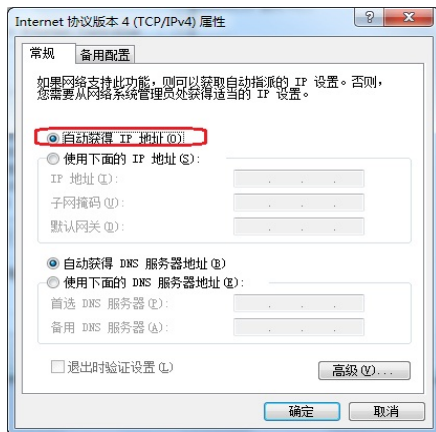 Internet 协议版本 4 (TCP/IPv4) 属性
常规
备用配置
如果网络支持此功能，则可以获取自动指派的 IP 设置。否则，
您需要从网络系统管理员处获得适当的 IP 设置。
自动获得 IP 地址(O)
使用下面的 IP 地址(S):
IP 地址(I):
子网掩码(U):
默认网关(D):
自动获得 DNS 服务器地址(B)
使用下面的 DNS 服务器地址(E):
首选 DNS 服务器(P):
备用 DNS 服务器(A):
退出时验证设置(L)
高级(V)...
确定
取消